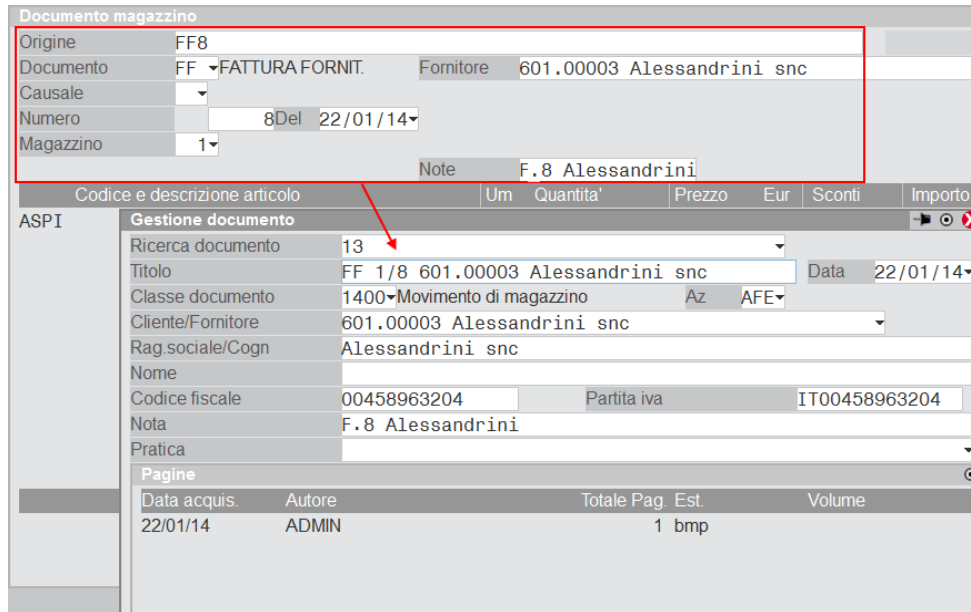 Documento magazzino
Origine FF8
Documento FF FATTURA FORNIT. Fornitore 601.00003 Alessandrini snc
Causale
Numero 8 Del 22/01/14
Magazzino 1
Note F.8 Alessandrini
Codice e descrizione articolo Um Quantita' Prezzo Eur Sconti Importo
ASPI Gestione documento
Ricerca documento 13
Titolo FF 1/8 601.00003 Alessandrini snc Data 22/01/14
Classe documento 1400 Movimento di magazzino Az AFE
Cliente/Fornitore 601.00003 Alessandrini snc
Rag.sociale/Cogn Alessandrini snc
Nome
Codice fiscale 00458963204 Partita iva IT00458963204
Nota F.8 Alessandrini
Pratica
Pagine
Data acquis. Autore Totale Pag. Est. Volume
22/01/14 ADMIN 1 bmp